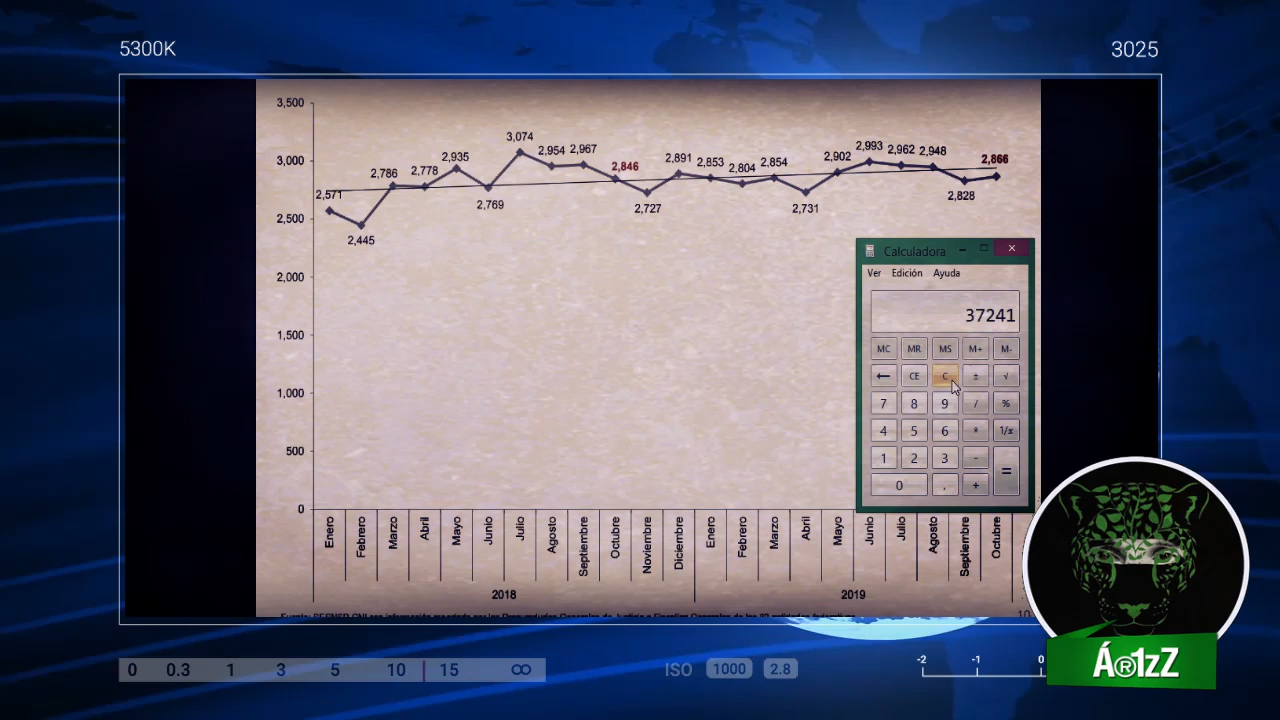 5300K
3025
3,500
3,000
2,500
2,000
1,500
1,000
500
0
2,571
2,445
2,786
2,778
2,935
2,769
3,074
2,954
2,967
2,846
2,727
2,891
2,853
2,804
2,854
2,731
2,902
2,993
2,962
2,948
2,828
2,866
Calculadora
Ver Edición Ayuda
37241
MC MR MS M+ M-
← CE C ± √
7 8 9 / %
4 5 6 * 1/x
1 2 3 - =
0 , +
Enero Febrero Marzo Abril Mayo Junio Julio Agosto Septiembre Octubre Noviembre Diciembre Enero Febrero Marzo Abril Mayo Junio Julio Agosto Septiembre Octubre
2018 2019
10
0 0.3 1 3 5 10 15 ∞
ISO 1000 2.8
-2 -1 0
Á®1zZ